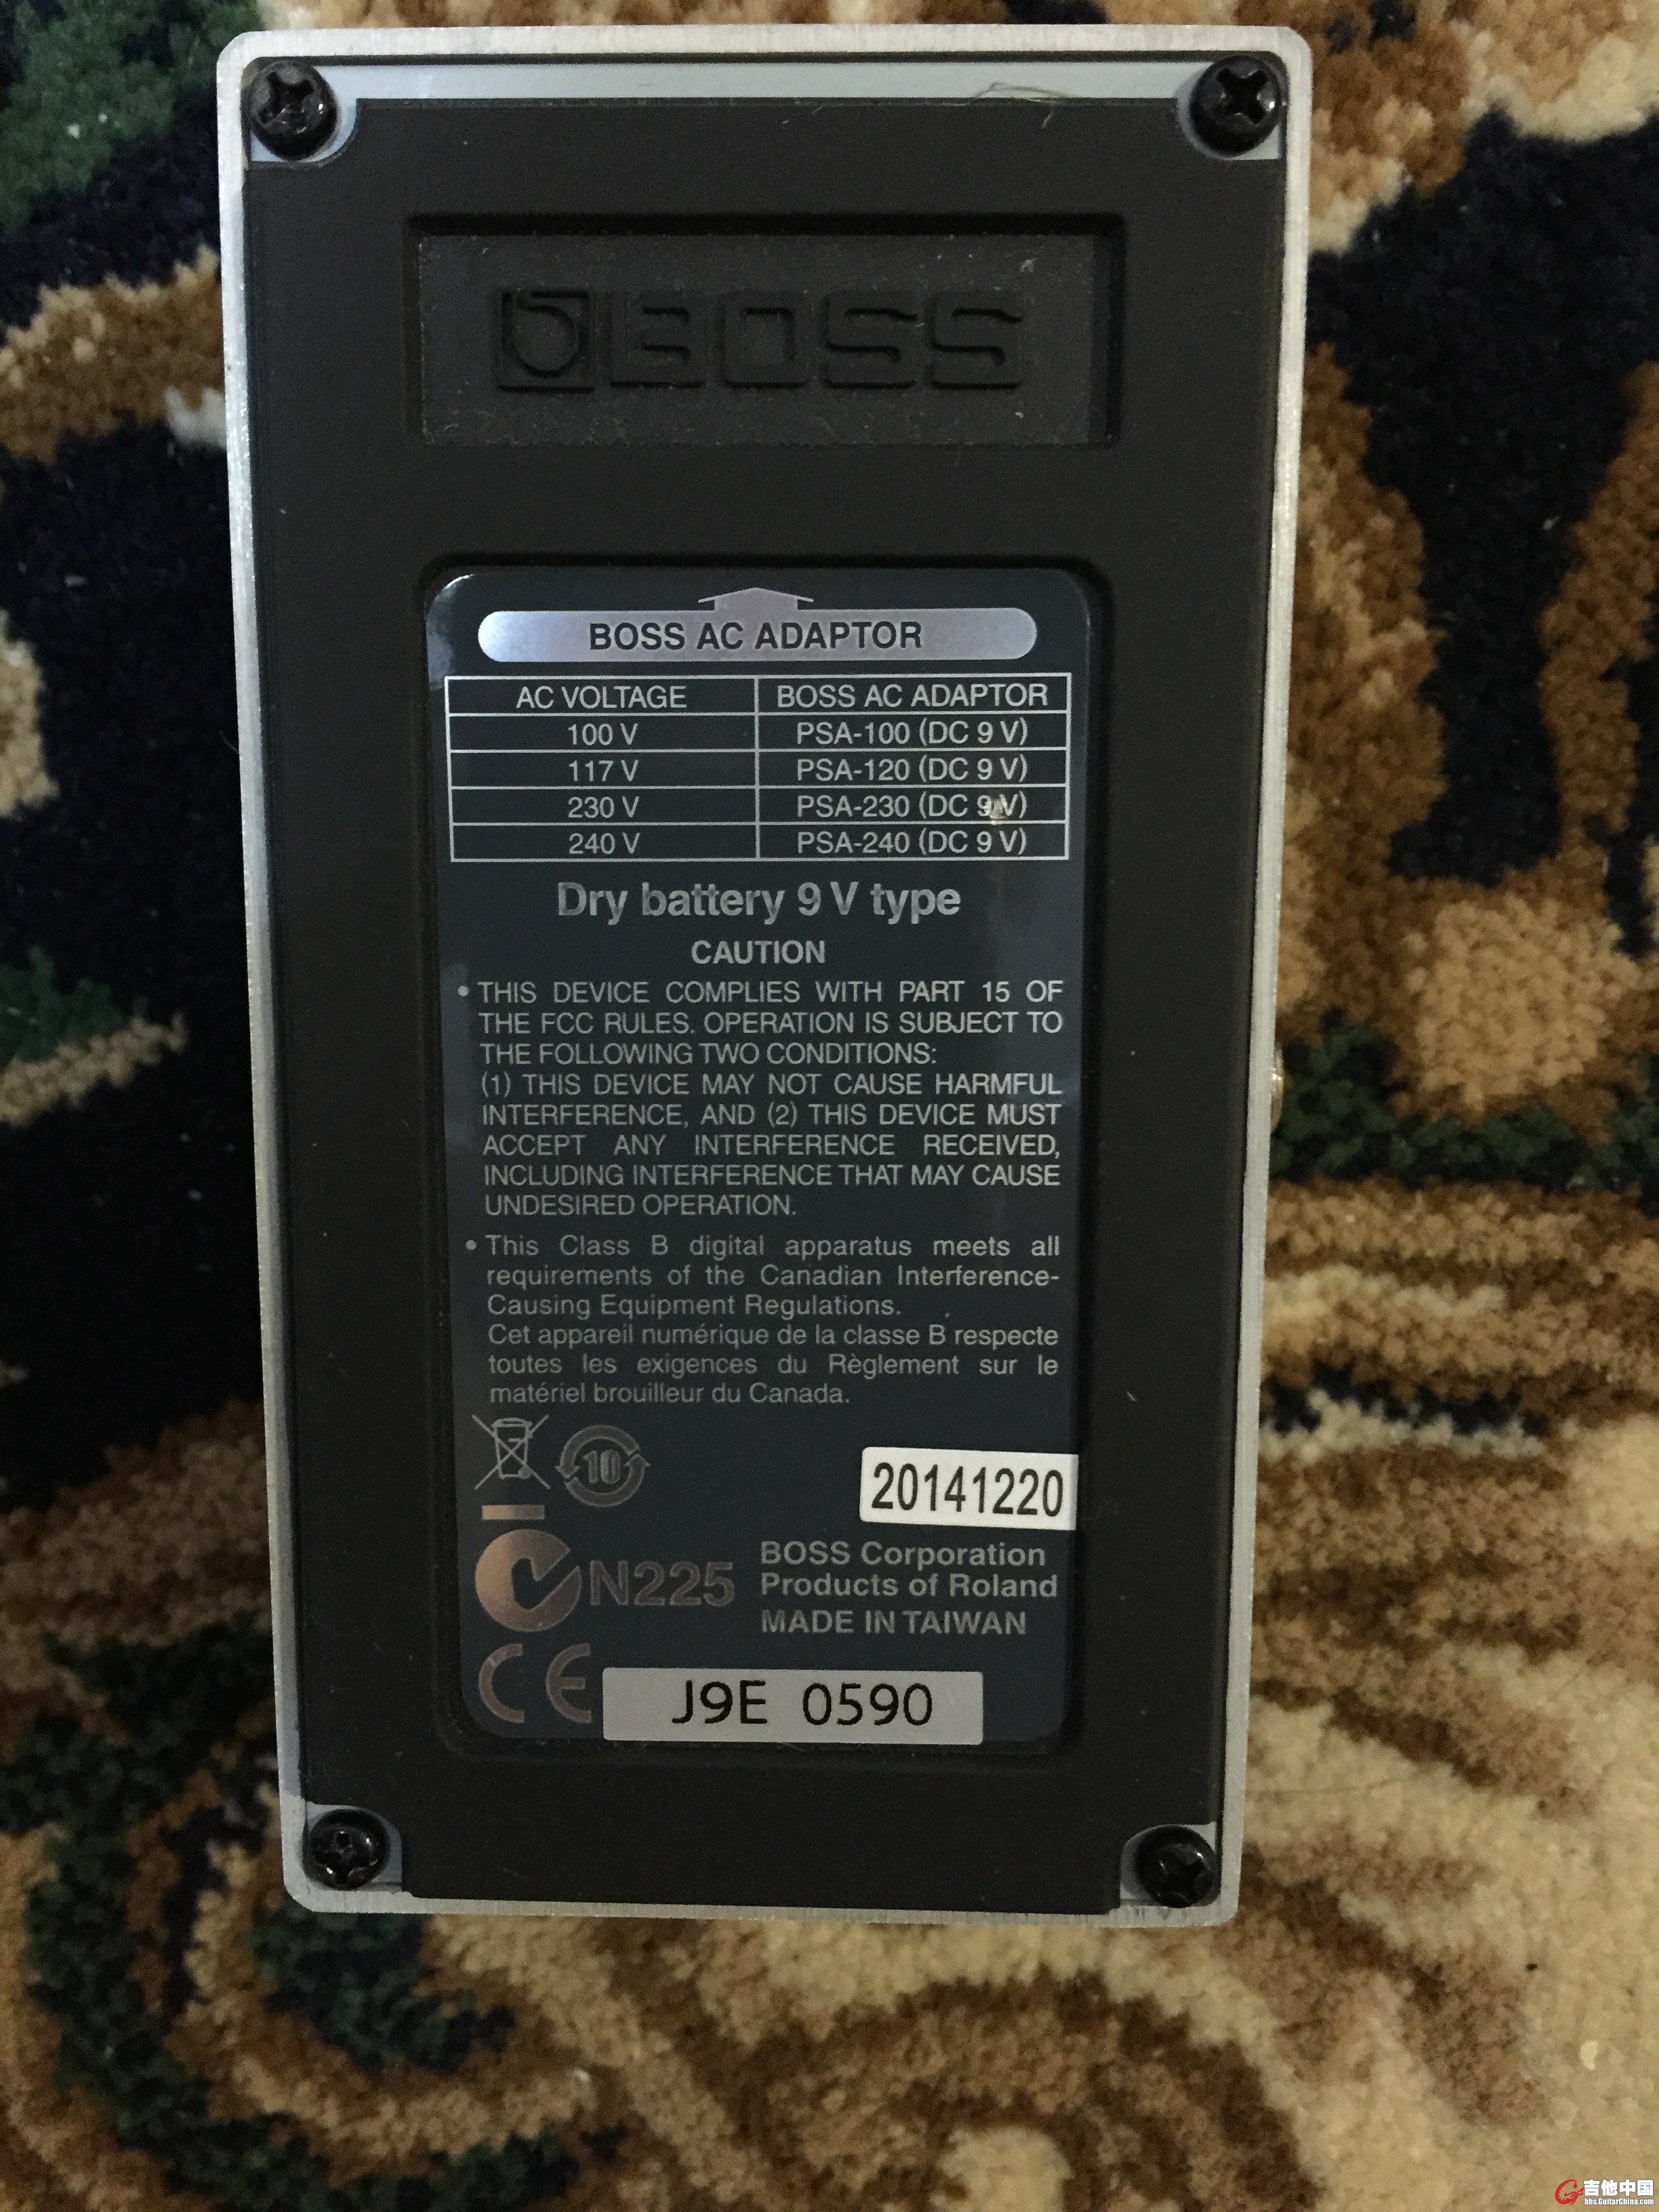 BOSS
BOSS AC ADAPTOR
AC VOLTAGE BOSS AC ADAPTOR
100 V PSA-100 (DC 9 V)
117 V PSA-120 (DC 9 V)
230 V PSA-230 (DC 9 V)
240 V PSA-240 (DC 9 V)
Dry battery 9 V type
CAUTION
• THIS DEVICE COMPLIES WITH PART 15 OF
THE FCC RULES. OPERATION IS SUBJECT TO
THE FOLLOWING TWO CONDITIONS:
(1) THIS DEVICE MAY NOT CAUSE HARMFUL
INTERFERENCE, AND (2) THIS DEVICE MUST
ACCEPT ANY INTERFERENCE RECEIVED,
INCLUDING INTERFERENCE THAT MAY CAUSE
UNDESIRED OPERATION.
• This Class B digital apparatus meets all
requirements of the Canadian Interference-
Causing Equipment Regulations.
Cet appareil numérique de la classe B respecte
toutes les exigences du Règlement sur le
matériel brouilleur du Canada.
10
20141220
N225
BOSS Corporation
Products of Roland
MADE IN TAIWAN
CE
J9E 0590
吉他中国
bbs.GuitarChina.com